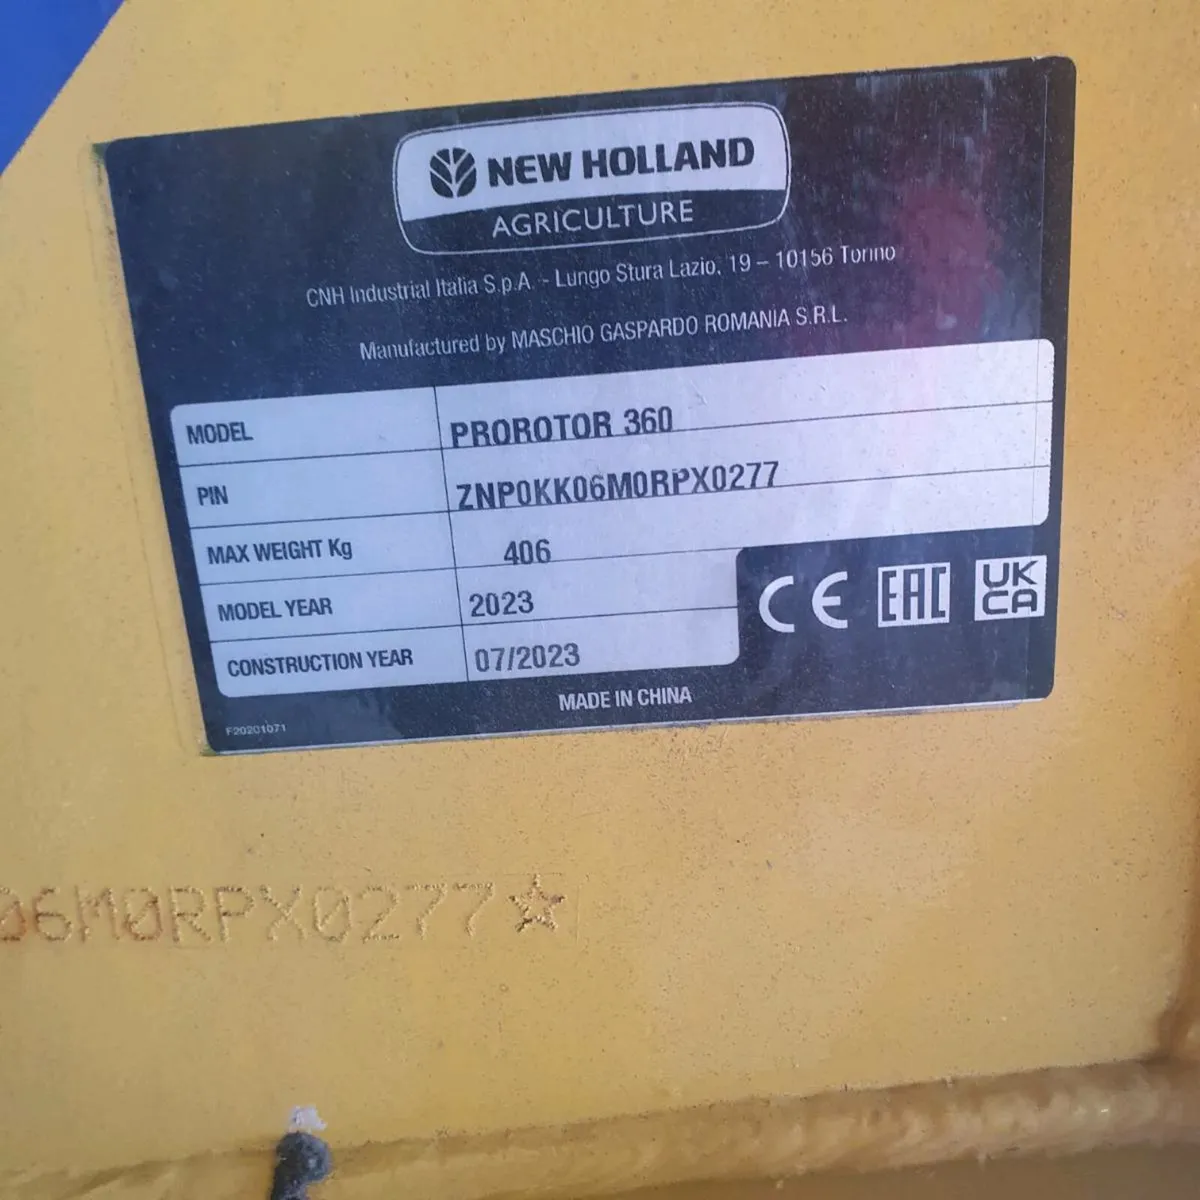 NEW HOLLAND
AGRICULTURE
CNH Industrial Italia S.p.A. - Lungo Stura Lazio, 19 – 10156 Torino
Manufactured by MASCHIO GASPARDO ROMANIA S.R.L.
MODEL PROROTOR 360
PIN ZNP0KK06M0RPX0277
MAX WEIGHT Kg 406
MODEL YEAR 2023
CONSTRUCTION YEAR 07/2023
CE EAC UK CA
MADE IN CHINA
F20201071
06M0RPX0277☆